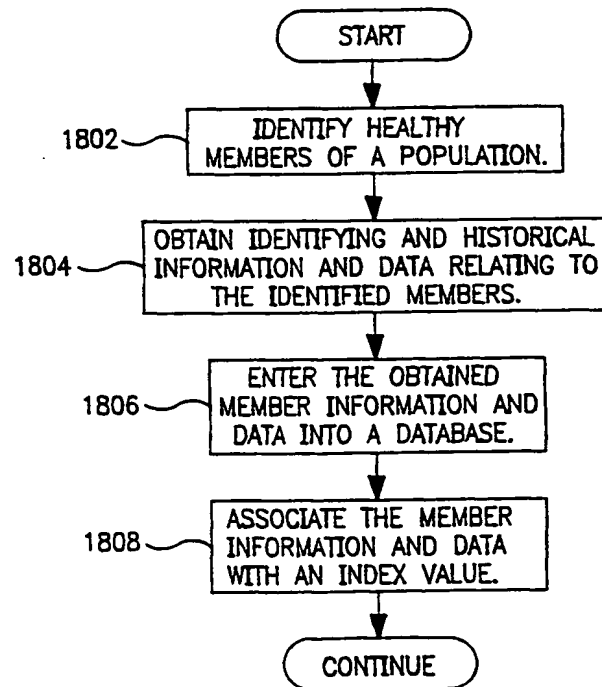 START
1802
IDENTIFY HEALTHY
MEMBERS OF A POPULATION.
1804
OBTAIN IDENTIFYING AND HISTORICAL
INFORMATION AND DATA RELATING TO
THE IDENTIFIED MEMBERS.
1806
ENTER THE OBTAINED
MEMBER INFORMATION AND
DATA INTO A DATABASE.
1808
ASSOCIATE THE MEMBER
INFORMATION AND DATA
WITH AN INDEX VALUE.
CONTINUE